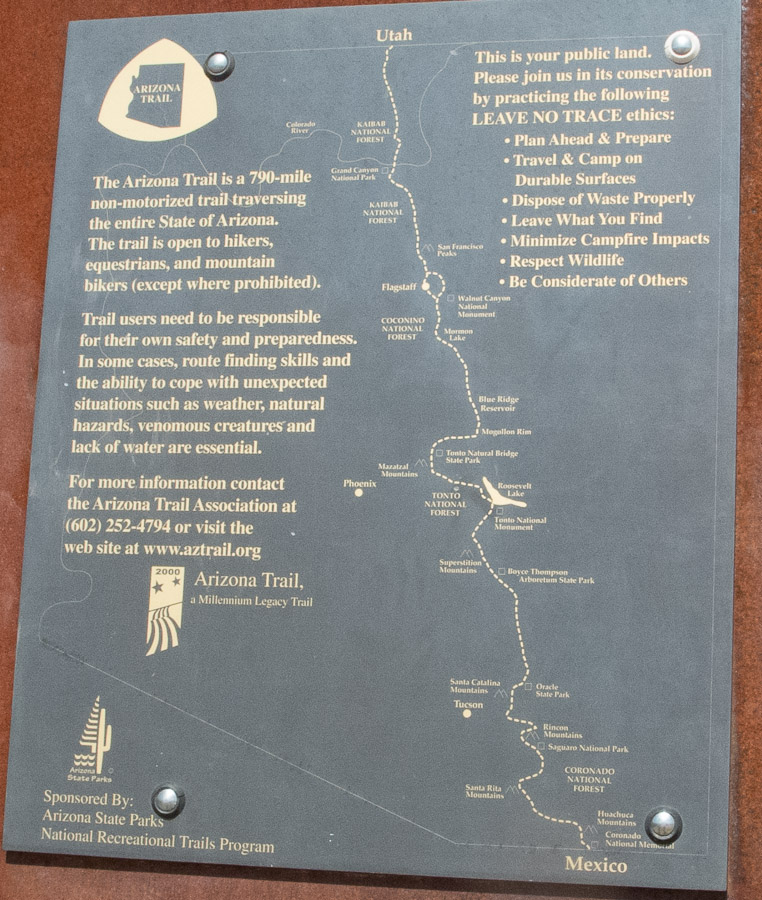 Utah
ARIZONA
TRAIL
This is your public land.
Please join us in its conservation
by practicing the following
LEAVE NO TRACE ethics:
• Plan Ahead & Prepare
• Travel & Camp on
Durable Surfaces
• Dispose of Waste Properly
• Leave What You Find
• Minimize Campfire Impacts
• Respect Wildlife
• Be Considerate of Others
The Arizona Trail is a 790-mile
non-motorized trail traversing
the entire State of Arizona.
The trail is open to hikers,
equestrians, and mountain
bikers (except where prohibited).
Trail users need to be responsible
for their own safety and preparedness.
In some cases, route finding skills and
the ability to cope with unexpected
situations such as weather, natural
hazards, venomous creatures and
lack of water are essential.
For more information contact
the Arizona Trail Association at
(602) 252-4794 or visit the
web site at www.aztrail.org
2000
Arizona Trail,
a Millennium Legacy Trail
Arizona
State Parks
Sponsored By:
Arizona State Parks
National Recreational Trails Program
Colorado
River
KAIBAB
NATIONAL
FOREST
Grand Canyon
National Park
KAIBAB
NATIONAL
FOREST
San Francisco
Peaks
Flagstaff
Walnut Canyon
National
Monument
COCONINO
NATIONAL
FOREST
Mormon
Lake
Blue Ridge
Reservoir
Mogollon Rim
Tonto Natural Bridge
State Park
Mazatzal
Mountains
Phoenix
TONTO
NATIONAL
FOREST
Roosevelt
Lake
Tonto National
Monument
Superstition
Mountains
Boyce Thompson
Arboretum State Park
Santa Catalina
Mountains
Oracle
State Park
Tucson
Rincon
Mountains
Saguaro National Park
CORONADO
NATIONAL
FOREST
Santa Rita
Mountains
Huachuca
Mountains
Coronado
National Memorial
Mexico